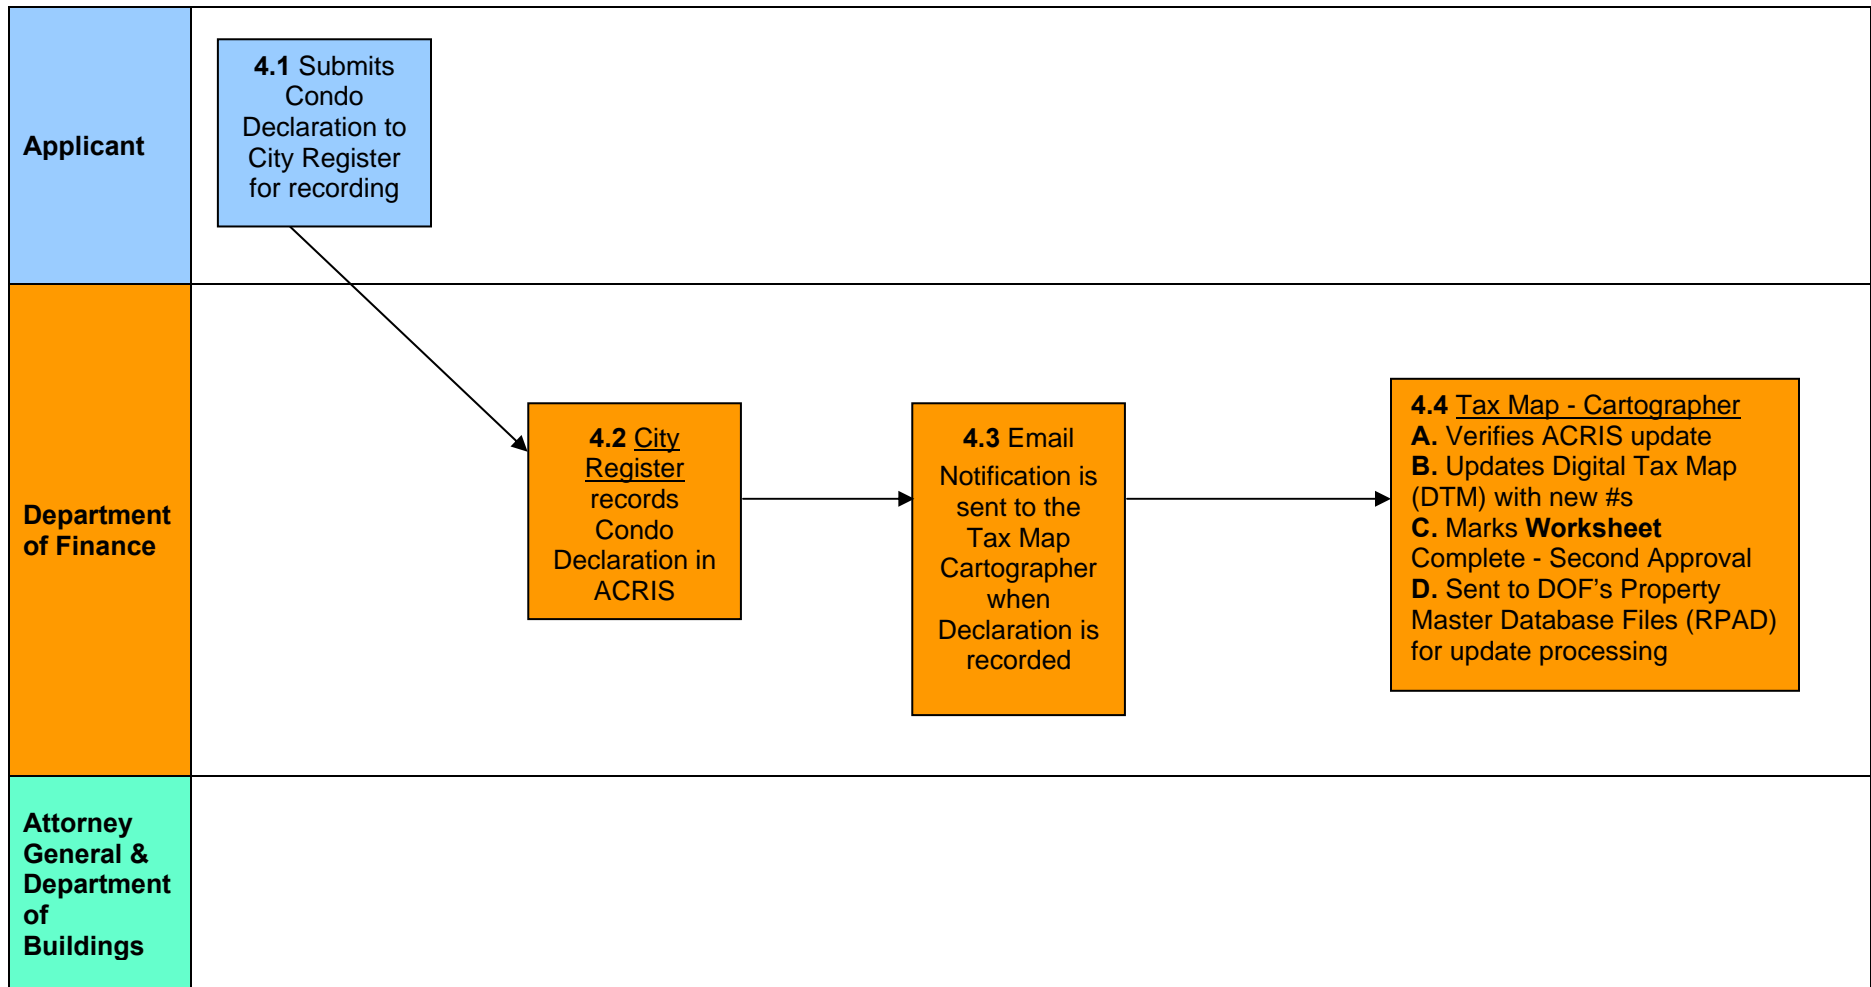 Applicant
4.1 Submits
Condo
Declaration to
City Register
for recording
Department
of Finance
4.2 City
Register
records
Condo
Declaration in
ACRIS
4.3 Email
Notification is
sent to the
Tax Map
Cartographer
when
Declaration is
recorded
4.4 Tax Map - Cartographer
A. Verifies ACRIS update
B. Updates Digital Tax Map
(DTM) with new #s
C. Marks Worksheet
Complete - Second Approval
D. Sent to DOF’s Property
Master Database Files (RPAD)
for update processing
Attorney
General &
Department
of
Buildings